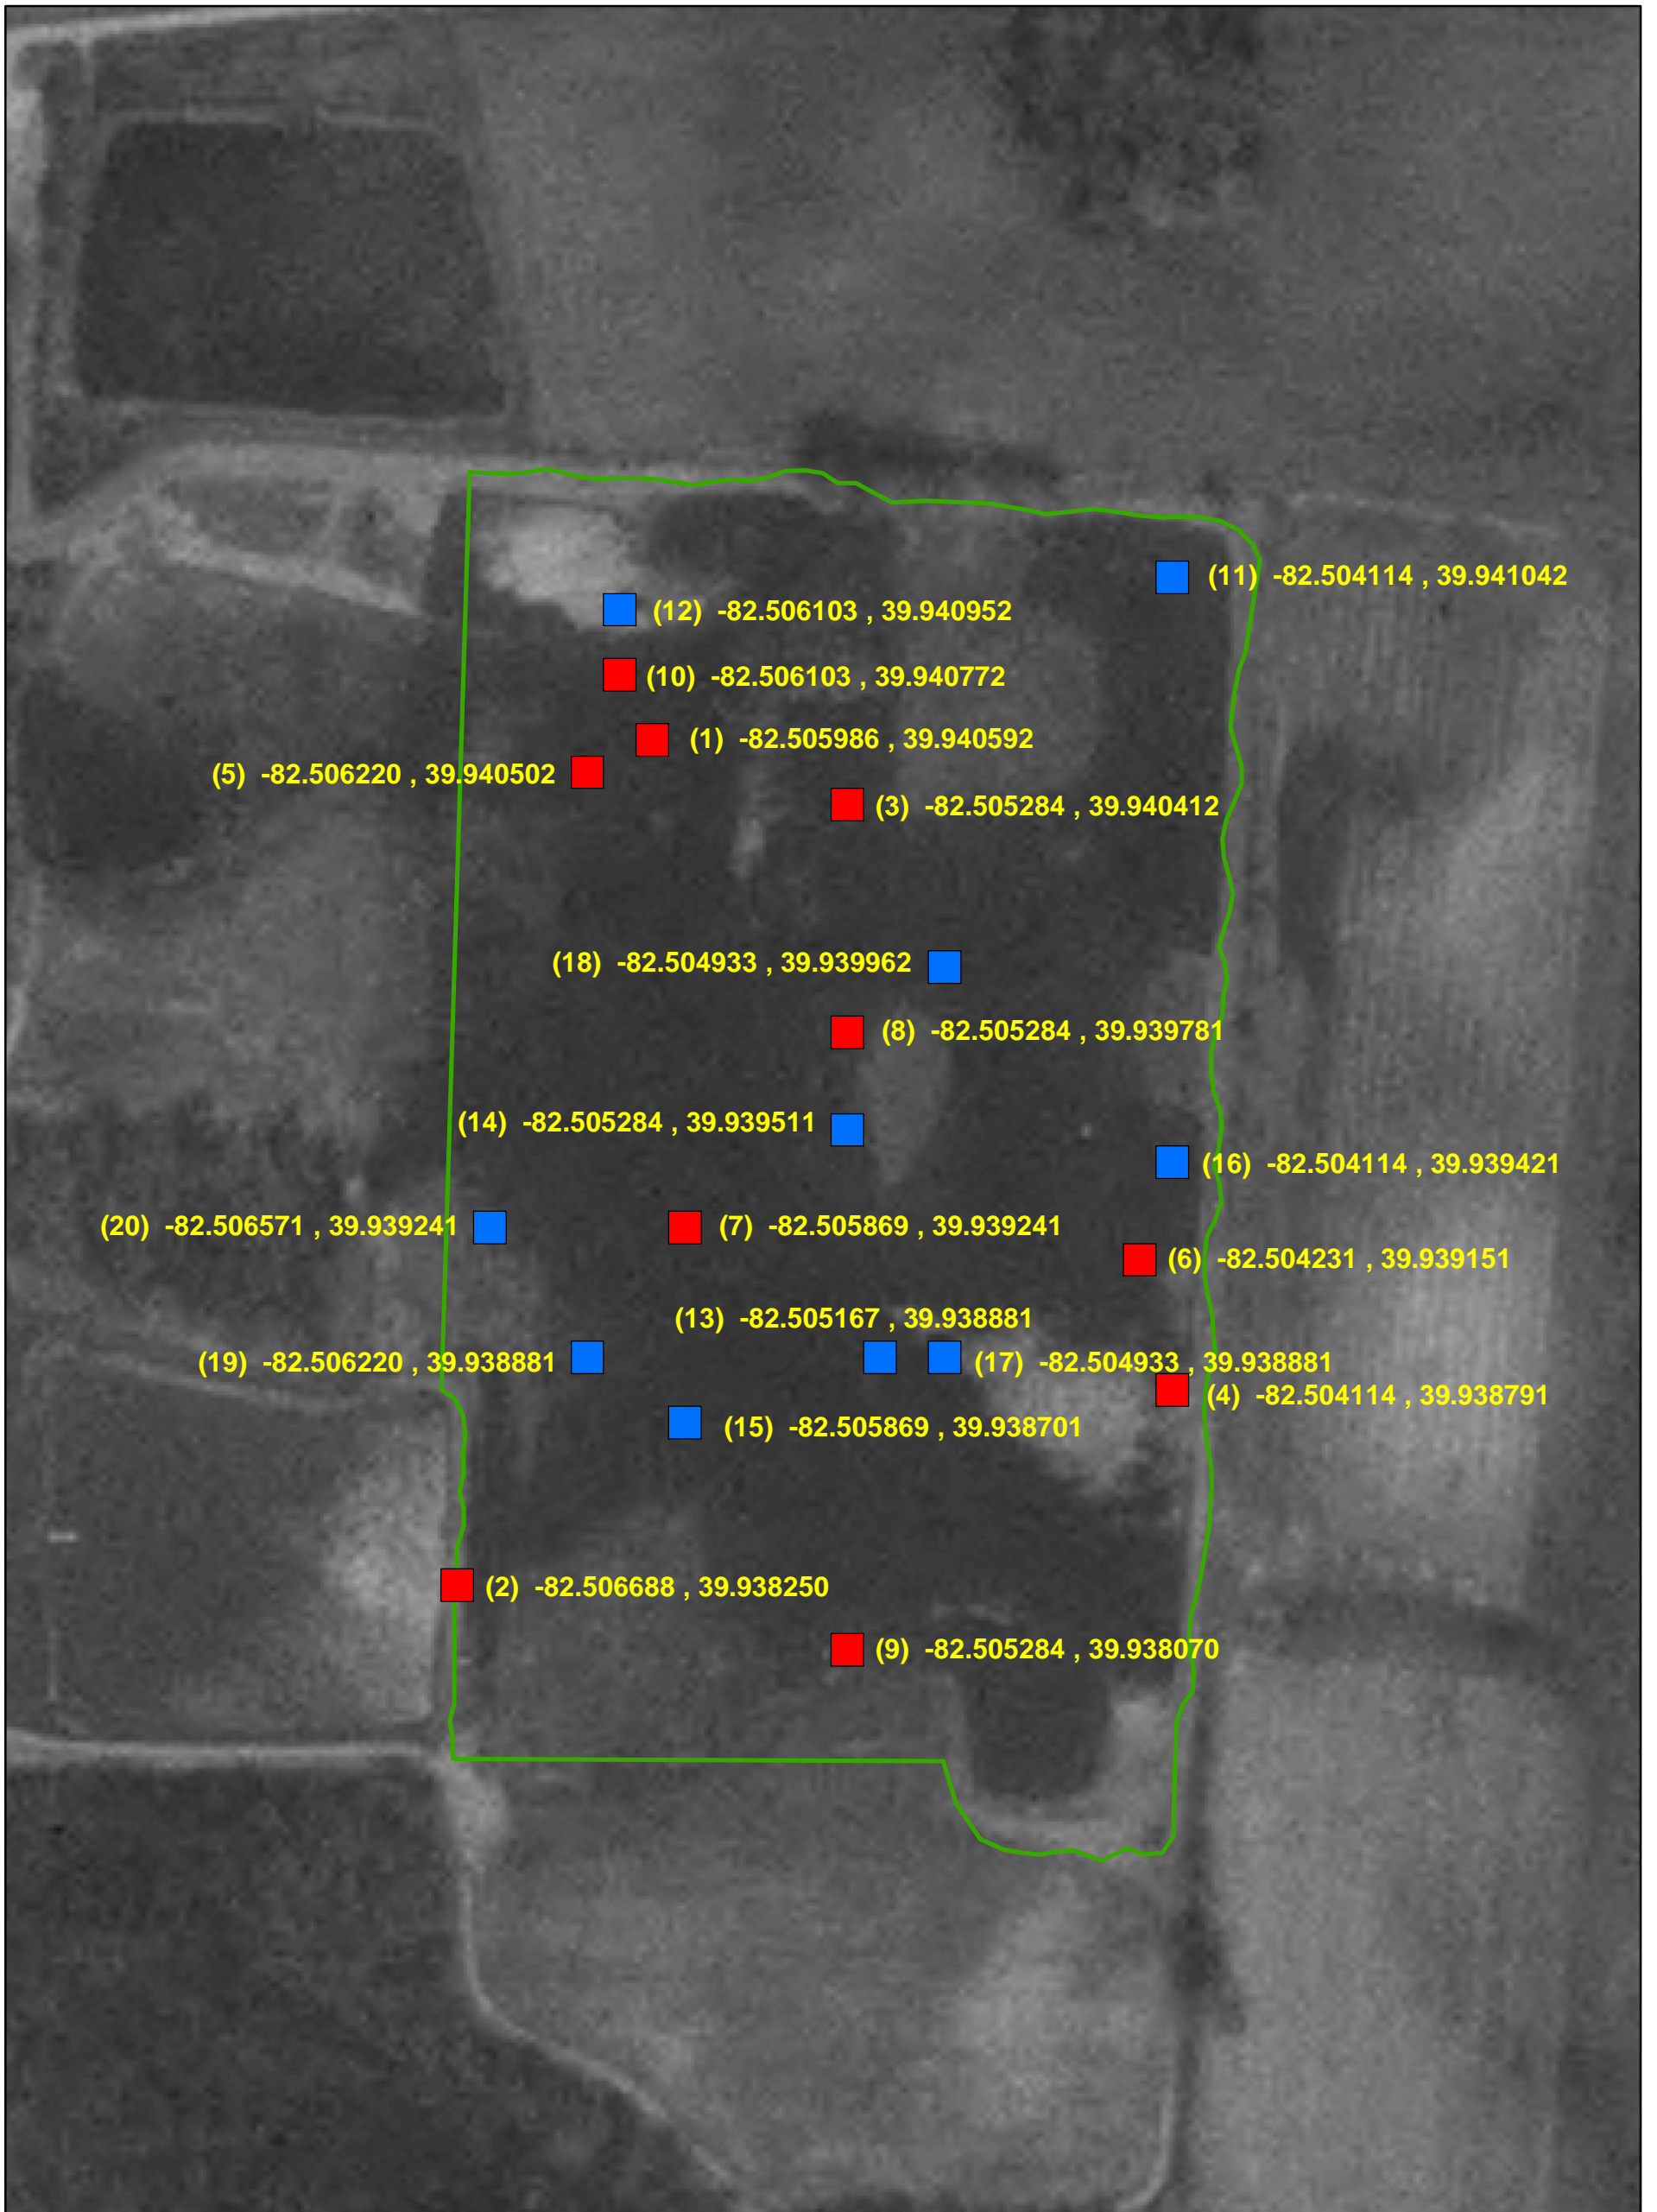 (11) -82.504114 , 39.941042
(12) -82.506103 , 39.940952
(10) -82.506103 , 39.940772
(1) -82.505986 , 39.940592
(5) -82.506220 , 39.940502
(3) -82.505284 , 39.940412
(18) -82.504933 , 39.939962
(8) -82.505284 , 39.939781
(14) -82.505284 , 39.939511
(16) -82.504114 , 39.939421
(20) -82.506571 , 39.939241
(7) -82.505869 , 39.939241
(6) -82.504231 , 39.939151
(13) -82.505167 , 39.938881
(19) -82.506220 , 39.938881
(17) -82.504933 , 39.938881
(4) -82.504114 , 39.938791
(15) -82.505869 , 39.938701
(2) -82.506688 , 39.938250
(9) -82.505284 , 39.938070